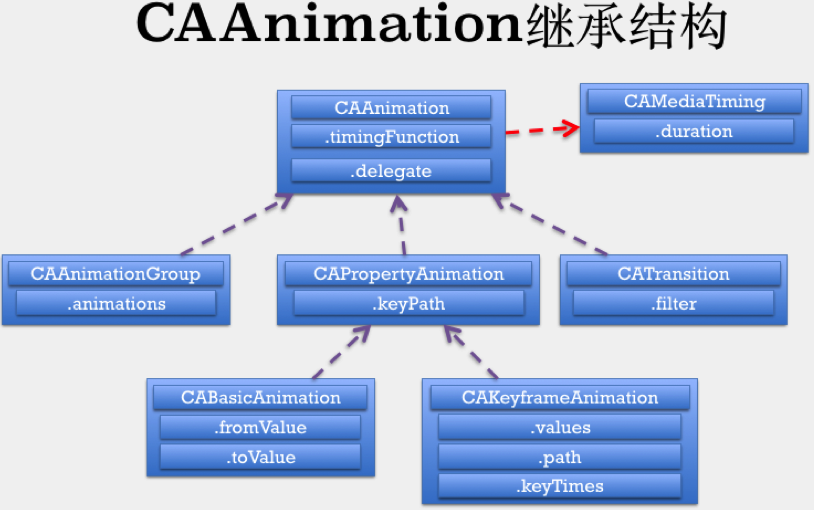 CAAnimation继承结构
CAAnimation
.timingFunction
.delegate
CAMediaTiming
.duration
CAAnimationGroup
.animations
CAPropertyAnimation
.keyPath
CATransition
.filter
CABasicAnimation
.fromValue
.toValue
CAKeyframeAnimation
.values
.path
.keyTimes